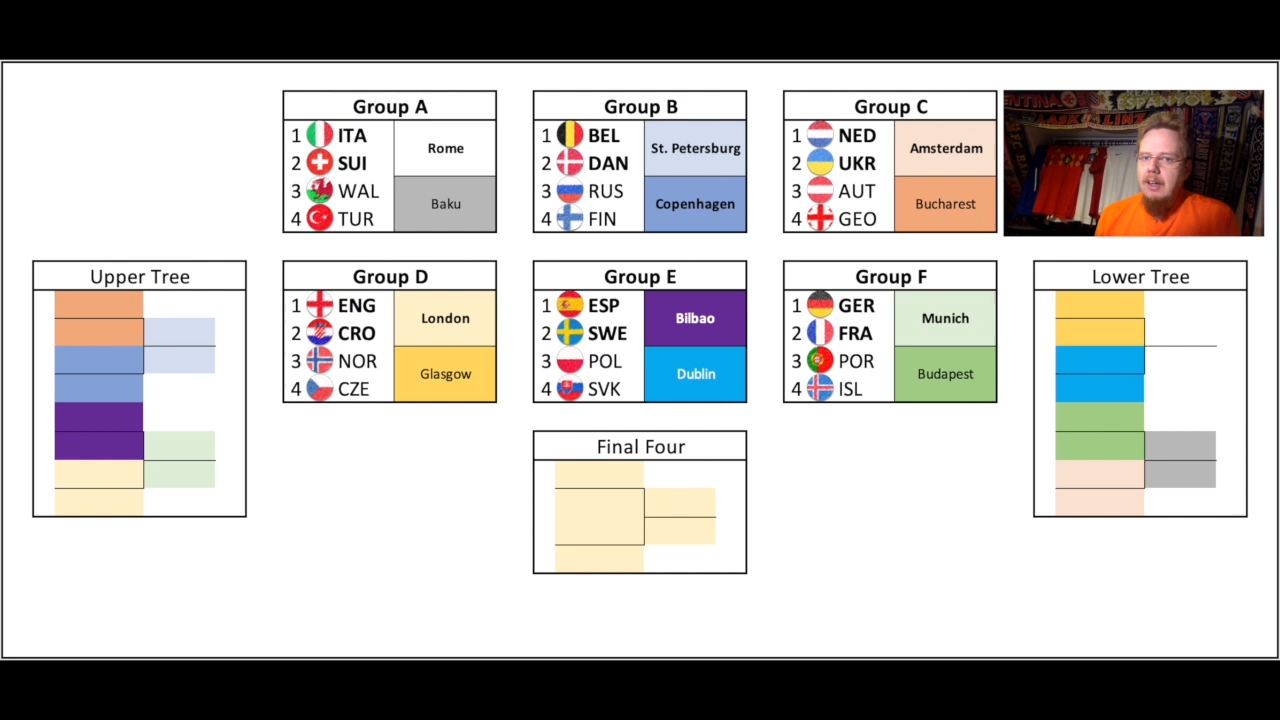 Group A
1 ITA
2 SUI
3 WAL
4 TUR
Rome
Baku
Group B
1 BEL
2 DAN
3 RUS
4 FIN
St. Petersburg
Copenhagen
Group C
1 NED
2 UKR
3 AUT
4 GEO
Amsterdam
Bucharest
ESPANYOL
LASK LINZ
Upper Tree
Group D
1 ENG
2 CRO
3 NOR
4 CZE
London
Glasgow
Group E
1 ESP
2 SWE
3 POL
4 SVK
Bilbao
Dublin
Group F
1 GER
2 FRA
3 POR
4 ISL
Munich
Budapest
Lower Tree
Final Four